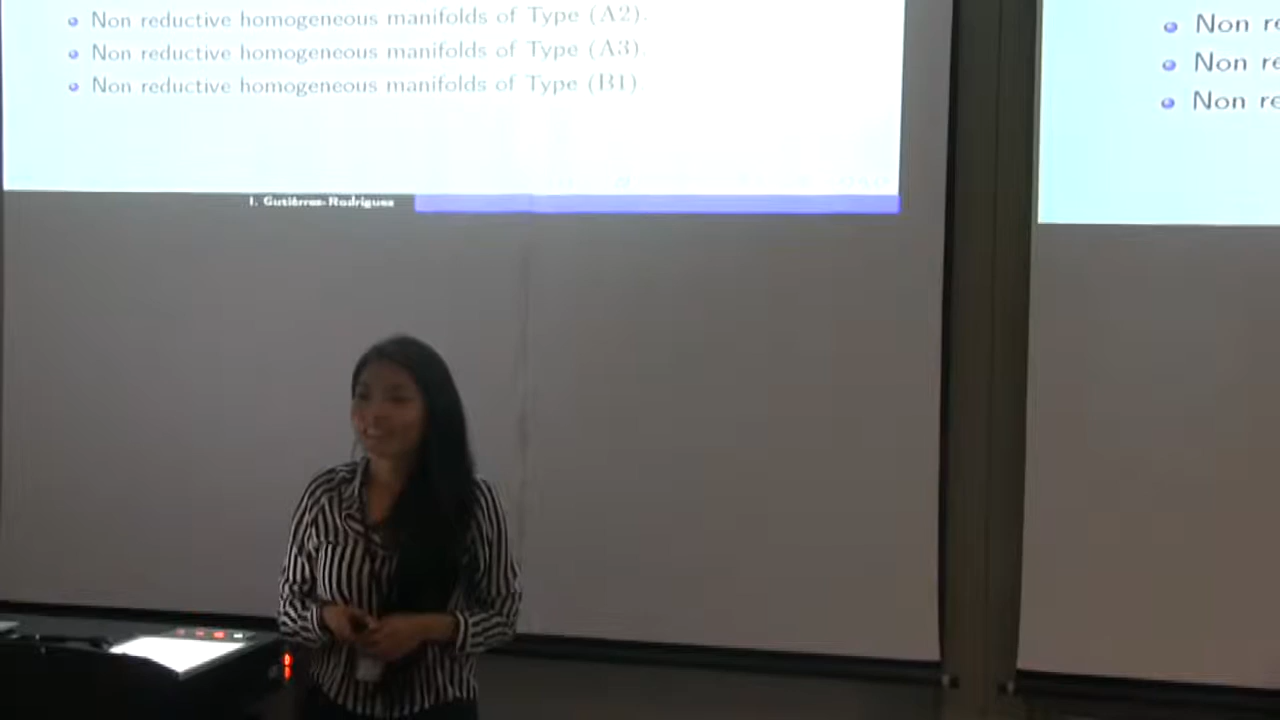 Non reductive homogeneous manifolds of Type (A2).
Non reductive homogeneous manifolds of Type (A3).
Non reductive homogeneous manifolds of Type (B1)
I. Gutiérrez-Rodríguez
Non re
Non re
Non re